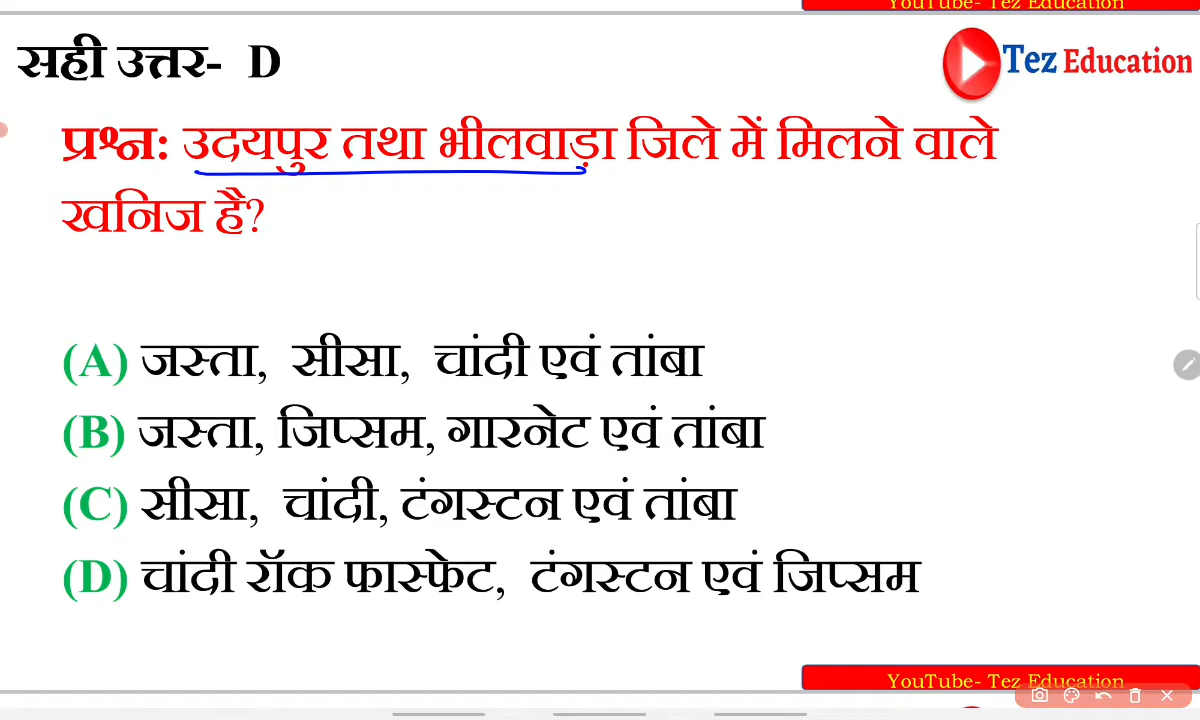 YouTube- Tez Education
सही उत्तर-  D
Tez Education
प्रश्न: उदयपुर तथा भीलवाड़ा जिले में मिलने वाले
खनिज है?
(A) जस्ता,  सीसा,  चांदी एवं तांबा
(B) जस्ता, जिप्सम, गारनेट एवं तांबा
(C) सीसा,  चांदी, टंगस्टन एवं तांबा
(D) चांदी रॉक फास्फेट,  टंगस्टन एवं जिप्सम
YouTube- Tez Education